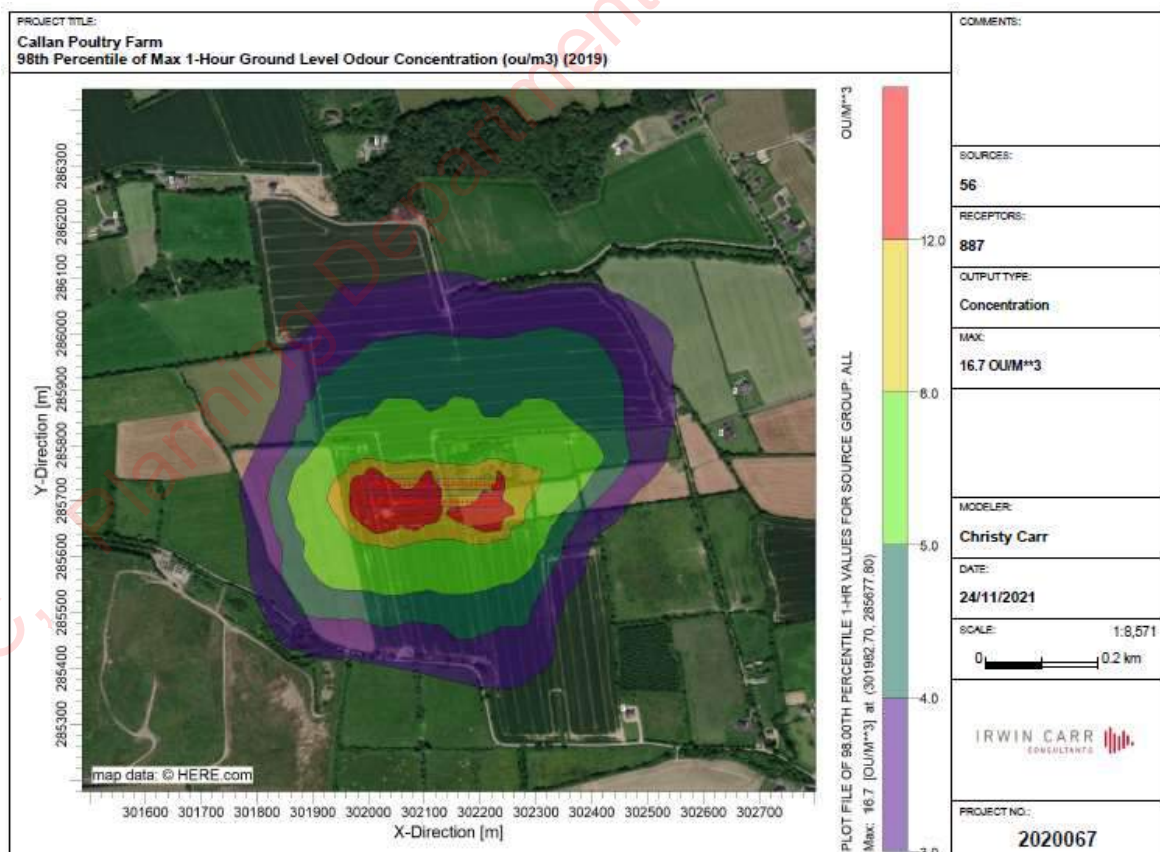 PROJECT TITLE:
Callan Poultry Farm
98th Percentile of Max 1-Hour Ground Level Odour Concentration (ou/m3) (2019)
286300
286200
286100
286000
285900
285800
285700
285600
285500
285400
285300
Y-Direction [m]
map data: © HERE.com
301600 301700 301800 301900 302000 302100 302200 302300 302400 302500 302600 302700
X-Direction [m]
OU/M**3
PLOT FILE OF 98.00TH PERCENTILE 1-HR VALUES FOR SOURCE GROUP: ALL
Max: 16.7 [OU/M**3] at (301982.70, 285677.80)
12.0
8.0
5.0
4.0
3.0
COMMENTS:
SOURCES:
56
RECEPTORS:
887
OUTPUT TYPE:
Concentration
MAX:
16.7 OU/M**3
MODELER:
Christy Carr
DATE:
24/11/2021
SCALE: 1:8,571
0 0.2 km
IRWIN CARR
CONSULTANTS
PROJECT NO.:
2020067
Planning Department